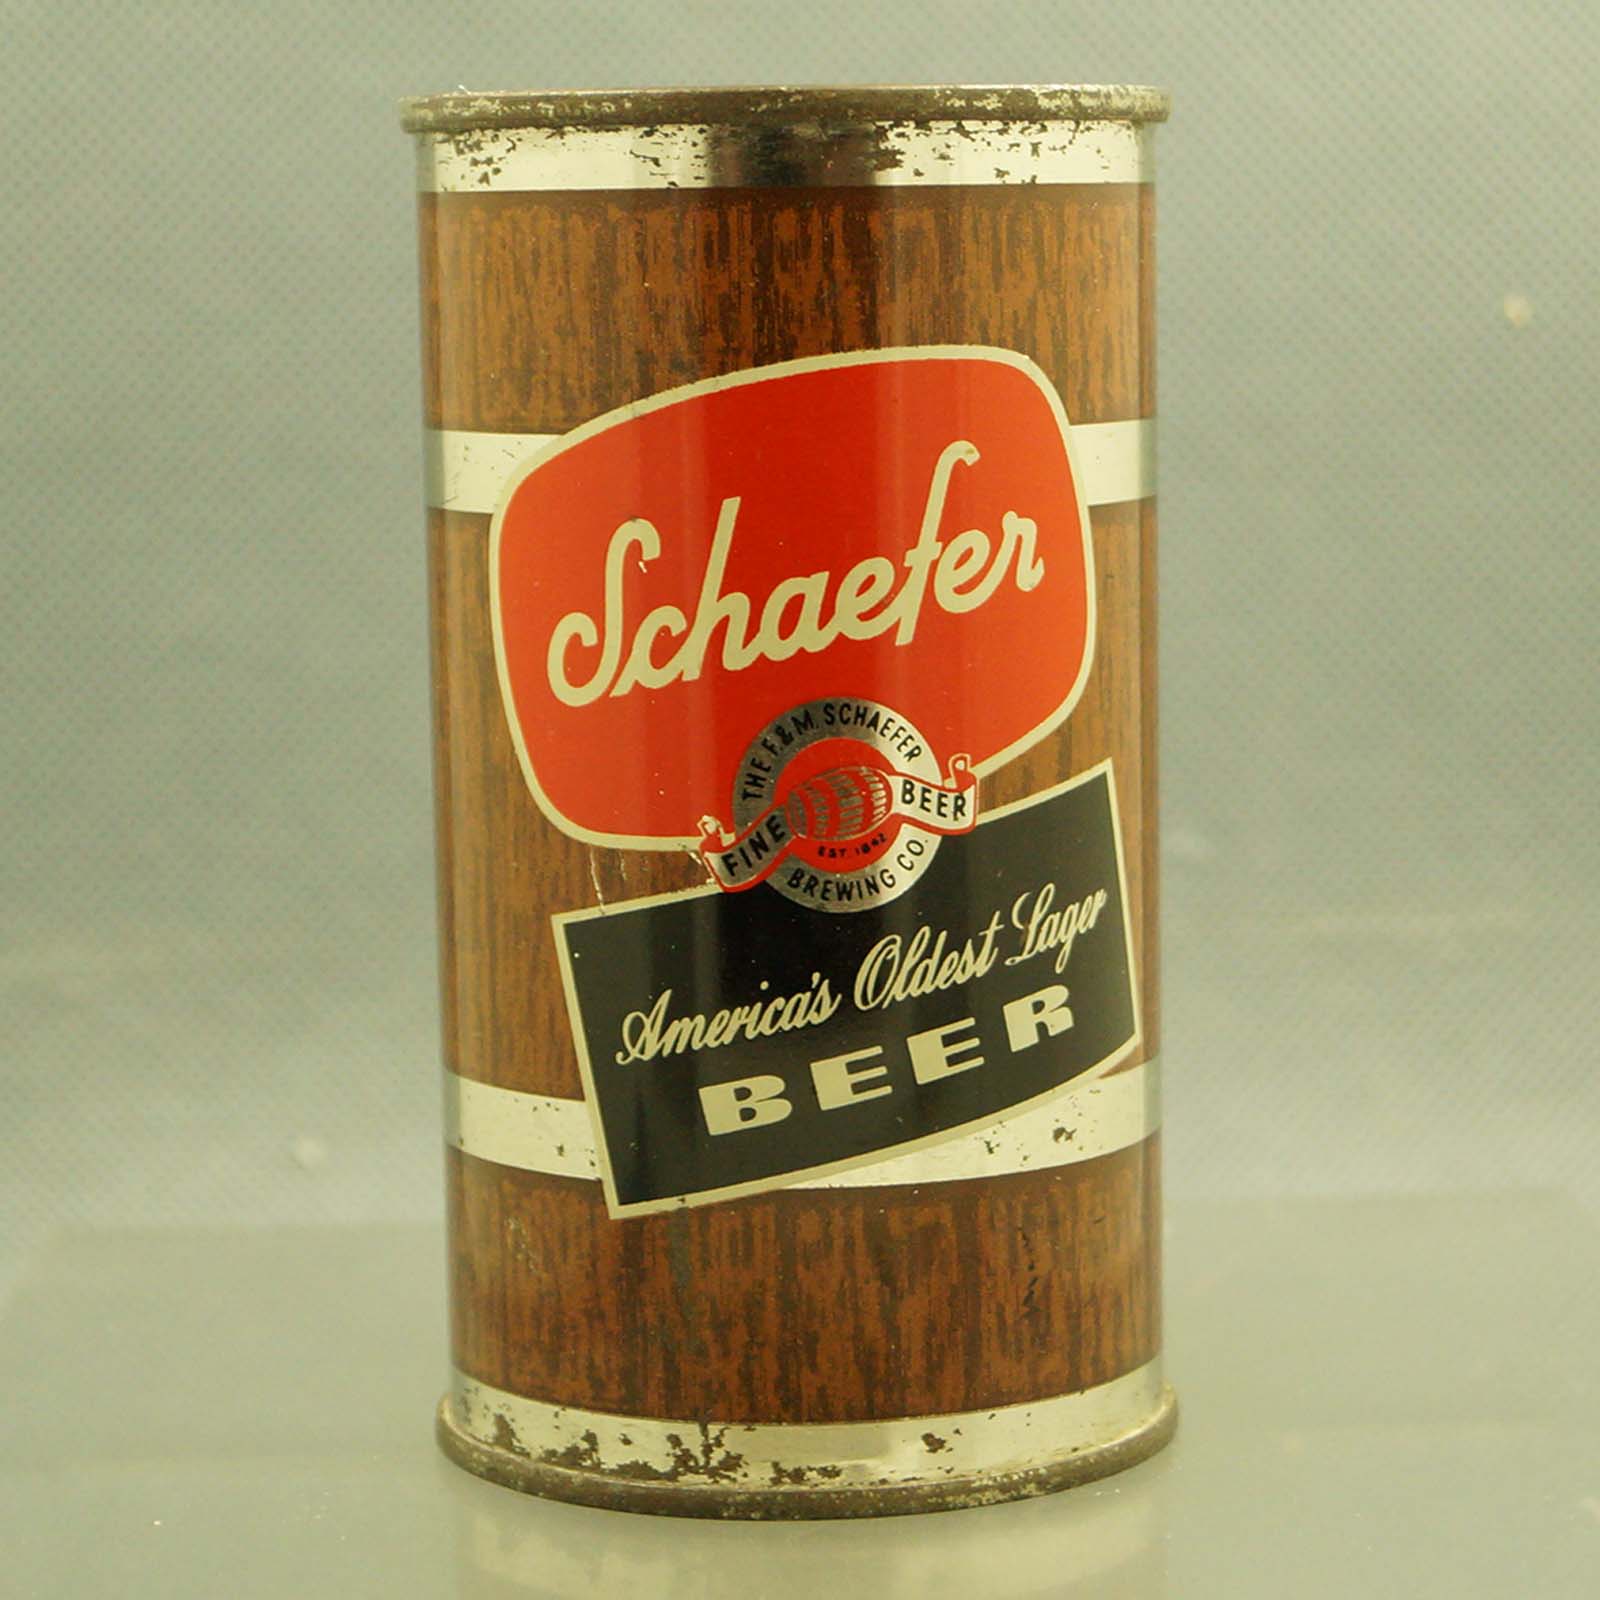 Schaefer
THE F. & M. SCHAEFER
FINE BEER
EST. 1842
BREWING CO.
America's Oldest Lager
BEER